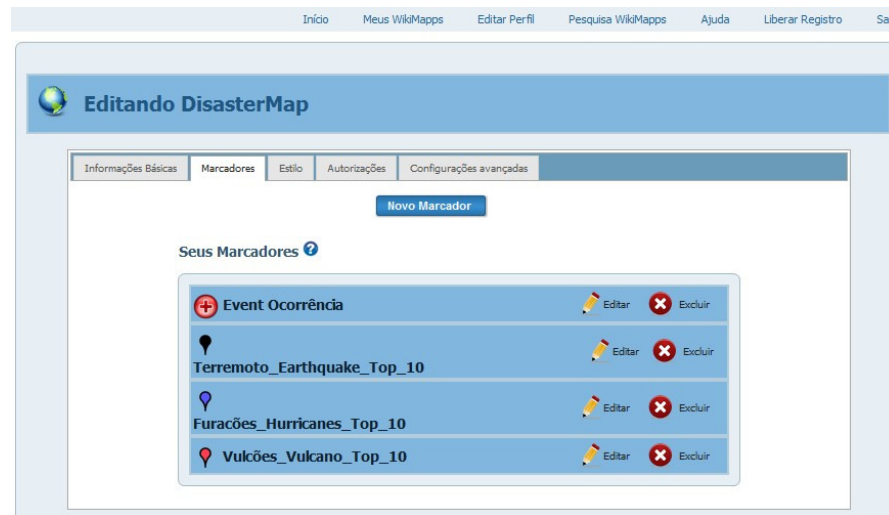 Início Meus WikiMapps Editar Perfil Pesquisa WikiMapps Ajuda Liberar Registro
Editando DisasterMap
Informações Básicas Marcadores Estilo Autorizações Configurações avançadas
Novo Marcador
Seus Marcadores ?
Event Ocorrência Editar Excluir
Terremoto_Earthquake_Top_10 Editar Excluir
Furacões_Hurricanes_Top_10 Editar Excluir
Vulcões_Vulcano_Top_10 Editar Excluir